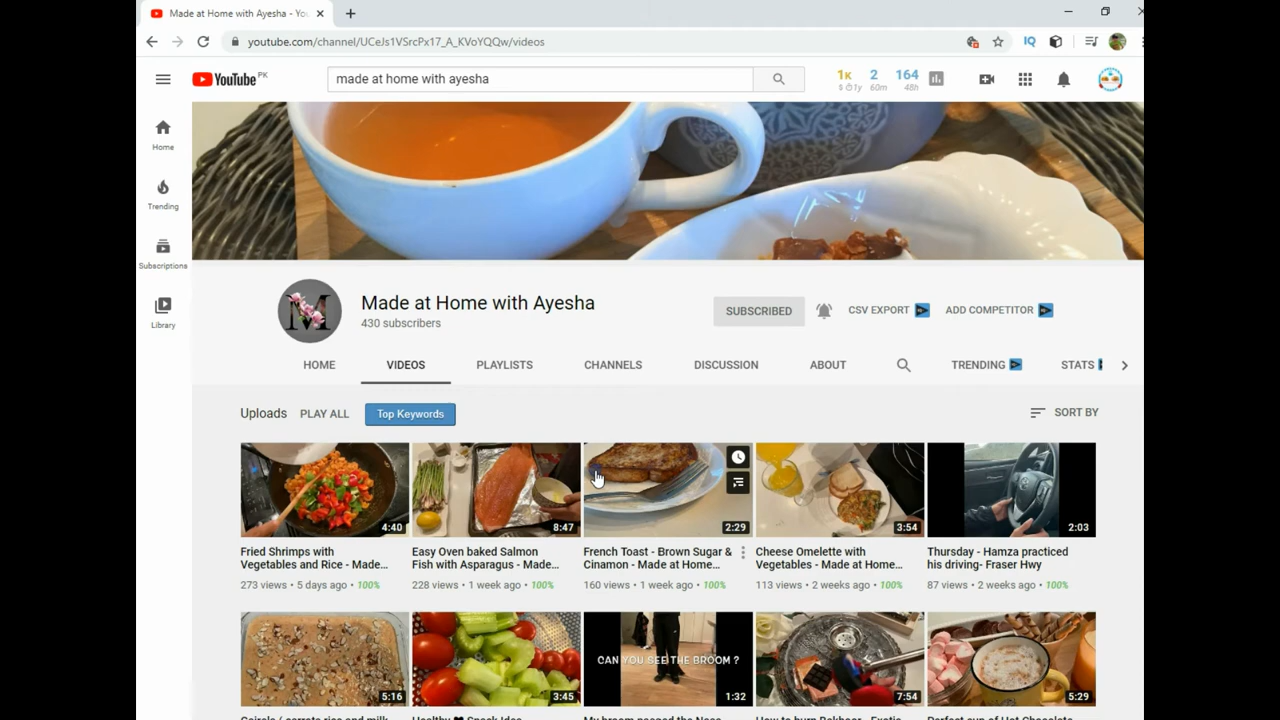 Made at Home with Ayesha - You
youtube.com/channel/UCeJs1VSrcPx17_A_KVoYQQw/videos
IQ
YouTube PK
made at home with ayesha
1K 2 164
$ 1y 60m 48h
Home
Trending
Subscriptions
Library
M
Made at Home with Ayesha
430 subscribers
SUBSCRIBED
CSV EXPORT
ADD COMPETITOR
HOME VIDEOS PLAYLISTS CHANNELS DISCUSSION ABOUT TRENDING STATS
Uploads PLAY ALL Top Keywords SORT BY
4:40 8:47 2:29 3:54 2:03
Fried Shrimps with
Vegetables and Rice - Made...
273 views • 5 days ago • 100%
Easy Oven baked Salmon
Fish with Asparagus - Made...
228 views • 1 week ago • 100%
French Toast - Brown Sugar &
Cinamon - Made at Home...
160 views • 1 week ago • 100%
Cheese Omelette with
Vegetables - Made at Home...
113 views • 2 weeks ago • 100%
Thursday - Hamza practiced
his driving- Fraser Hwy
87 views • 2 weeks ago • 100%
CAN YOU SEE THE BROOM ?
5:16 3:45 1:32 7:54 5:29